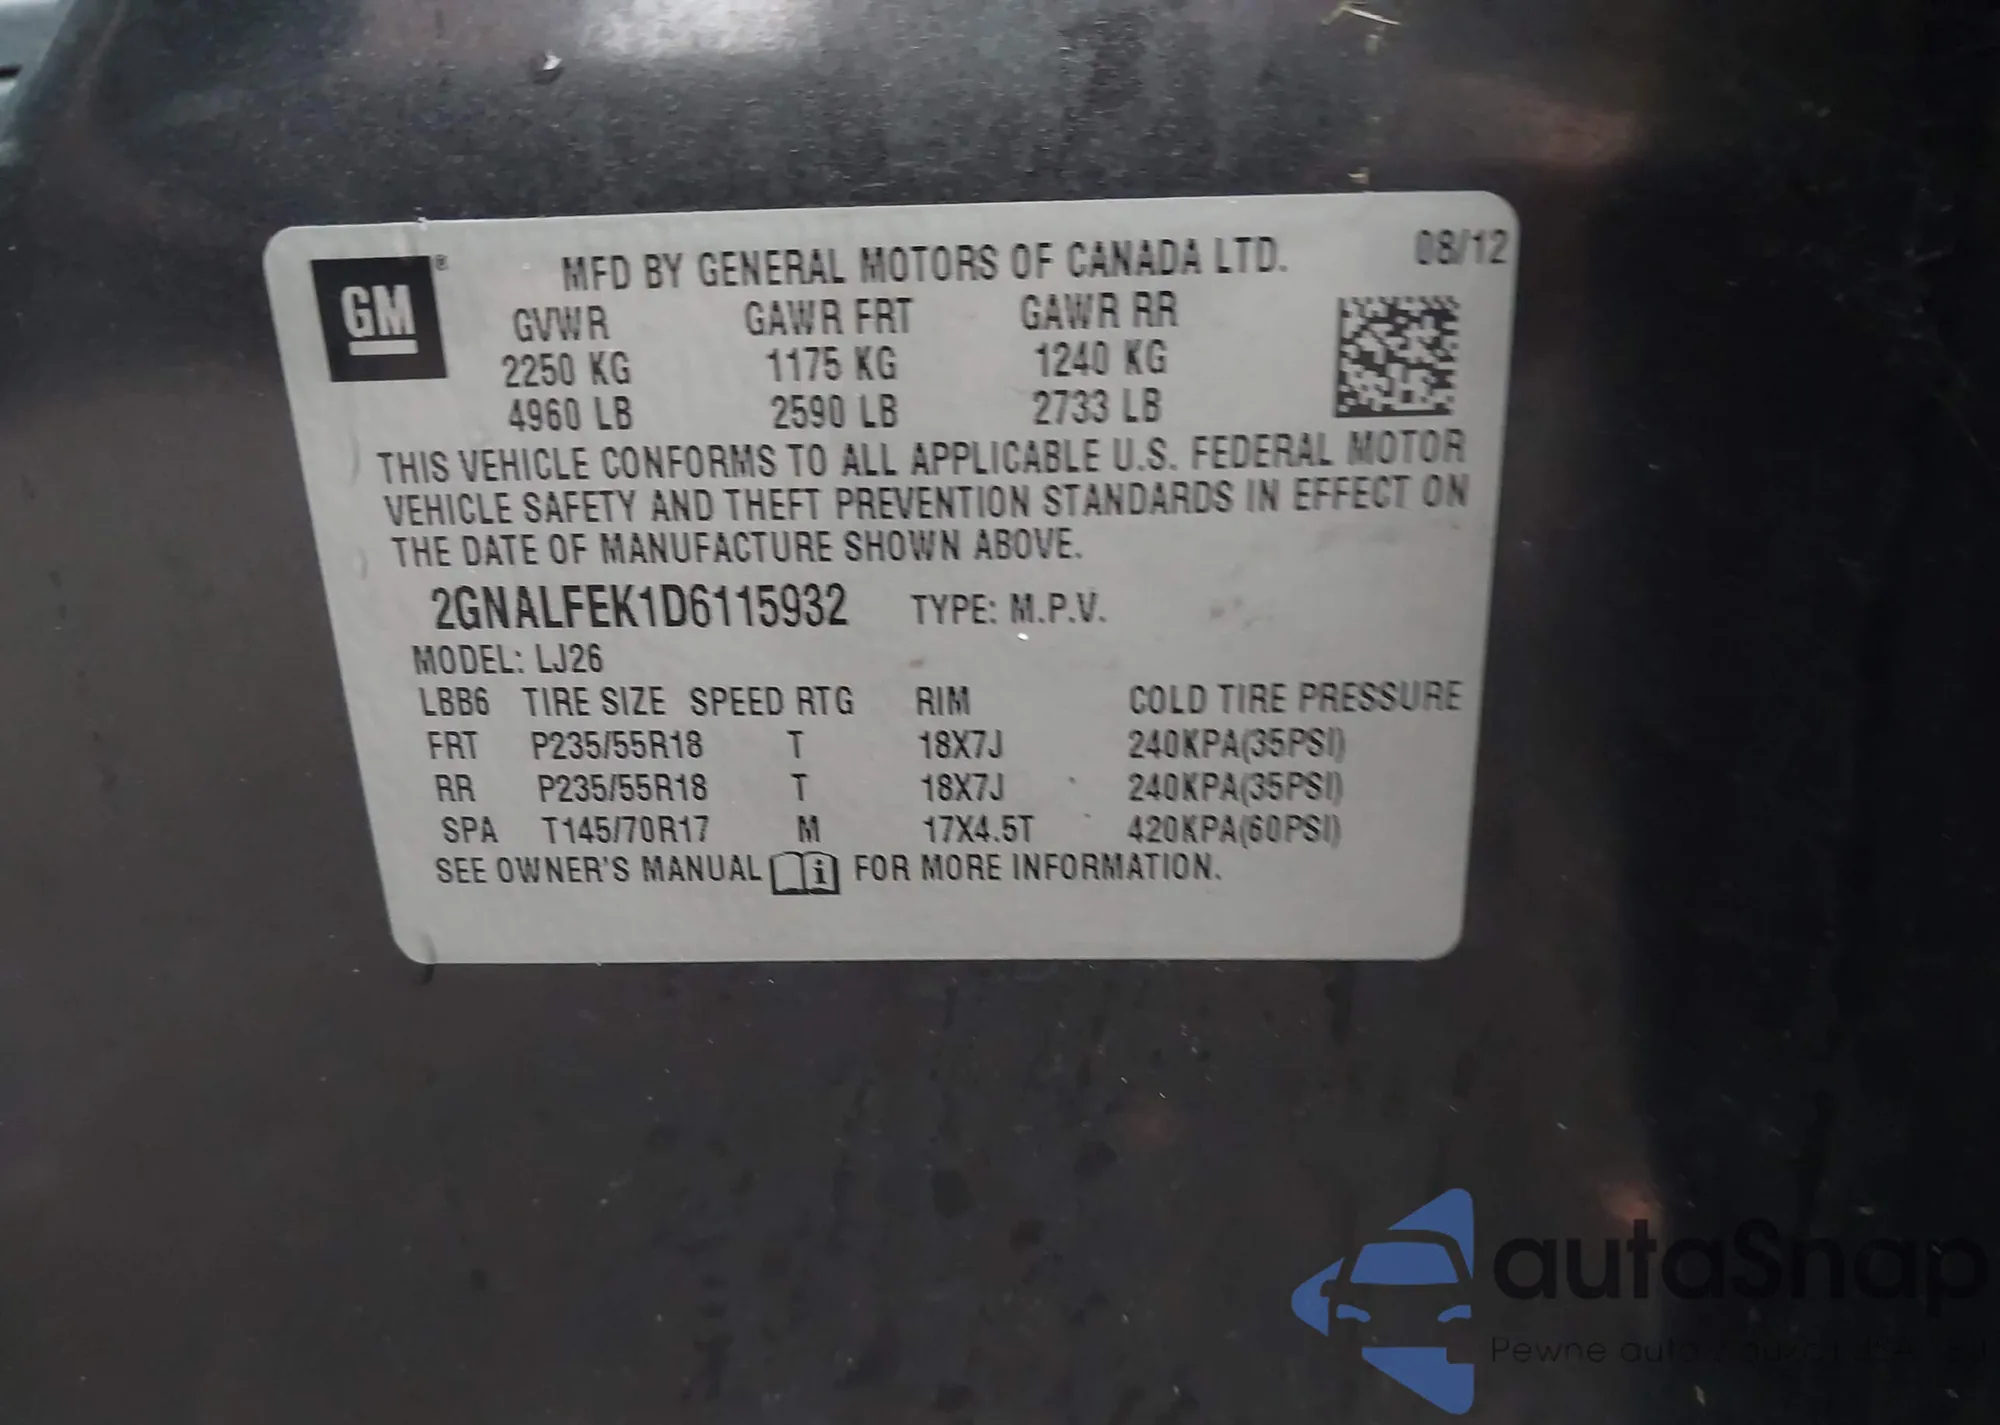 GM®
MFD BY GENERAL MOTORS OF CANADA LTD. 08/12
GVWR GAWR FRT GAWR RR
2250 KG 1175 KG 1240 KG
4960 LB 2590 LB 2733 LB
THIS VEHICLE CONFORMS TO ALL APPLICABLE U.S. FEDERAL MOTOR
VEHICLE SAFETY AND THEFT PREVENTION STANDARDS IN EFFECT ON
THE DATE OF MANUFACTURE SHOWN ABOVE.
2GNALFEK1D6115932 TYPE: M.P.V.
MODEL: LJ26
LBB6 TIRE SIZE SPEED RTG RIM COLD TIRE PRESSURE
FRT P235/55R18 T 18X7J 240KPA(35PSI)
RR P235/55R18 T 18X7J 240KPA(35PSI)
SPA T145/70R17 M 17X4.5T 420KPA(60PSI)
SEE OWNER'S MANUAL i FOR MORE INFORMATION.
autaSnap
Pewne auta